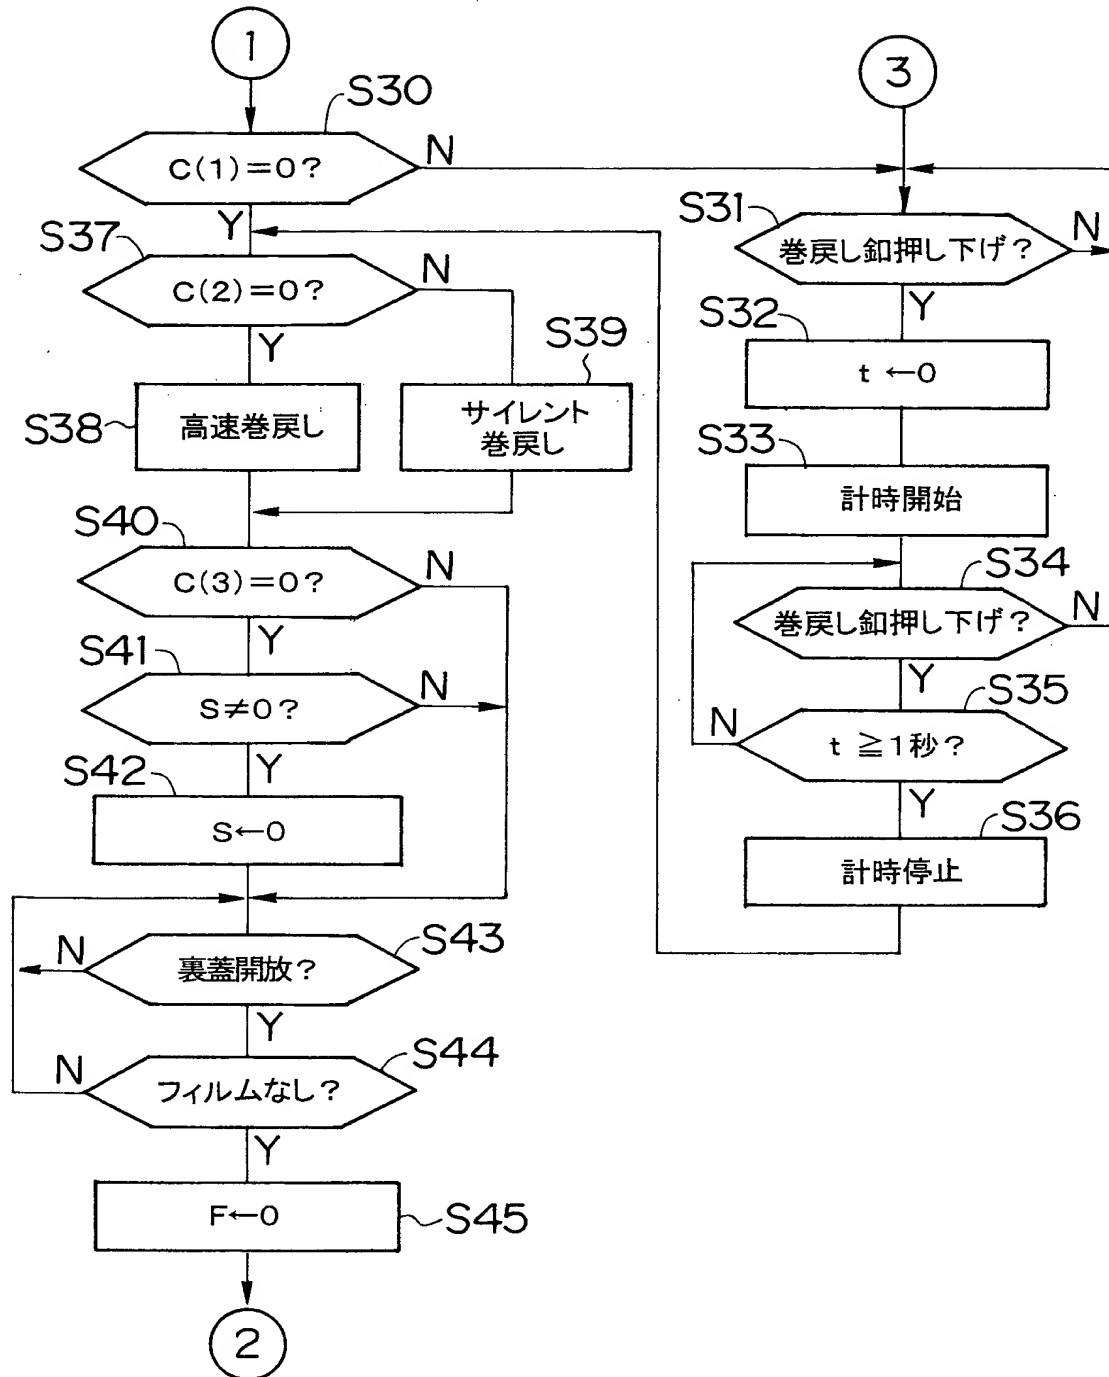 1
S30
C(1)=0?
N
Y
S37
C(2)=0?
N
Y
S39
S38
高速巻戻し
サイレント
巻戻し
S40
C(3)=0?
N
Y
S41
S≠0?
N
Y
S42
S←0
S43
N
裏蓋開放?
Y
S44
N
フィルムなし?
Y
F←0
S45
2
3
S31
巻戻し釦押し下げ?
N
Y
S32
t←0
S33
計時開始
S34
巻戻し釦押し下げ?
N
Y
S35
N
t≧1秒?
Y
S36
計時停止